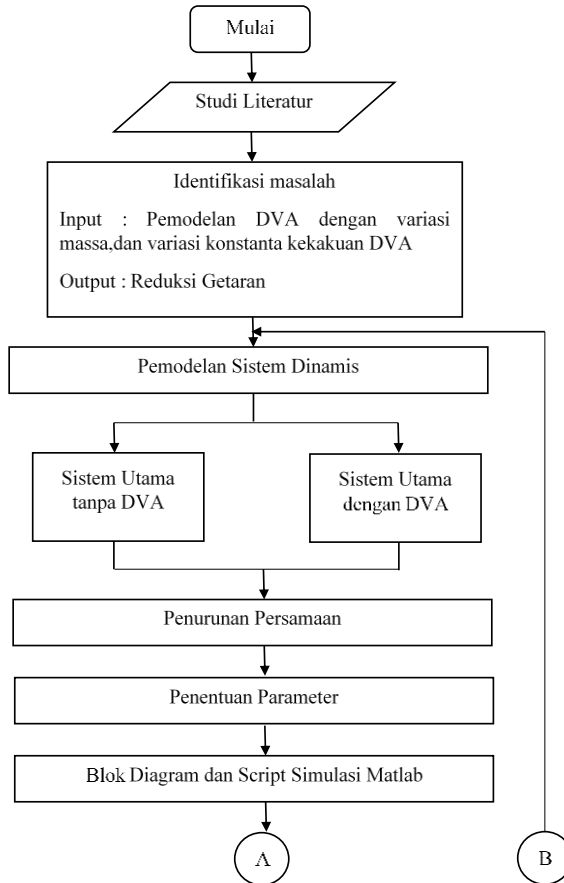 Mulai
Studi Literatur
Identifikasi masalah
Input : Pemodelan DVA dengan variasi
massa,dan variasi konstanta kekakuan DVA
Output : Reduksi Getaran
Pemodelan Sistem Dinamis
Sistem Utama
tanpa DVA
Sistem Utama
dengan DVA
Penurunan Persamaan
Penentuan Parameter
Blok Diagram dan Script Simulasi Matlab
A
B